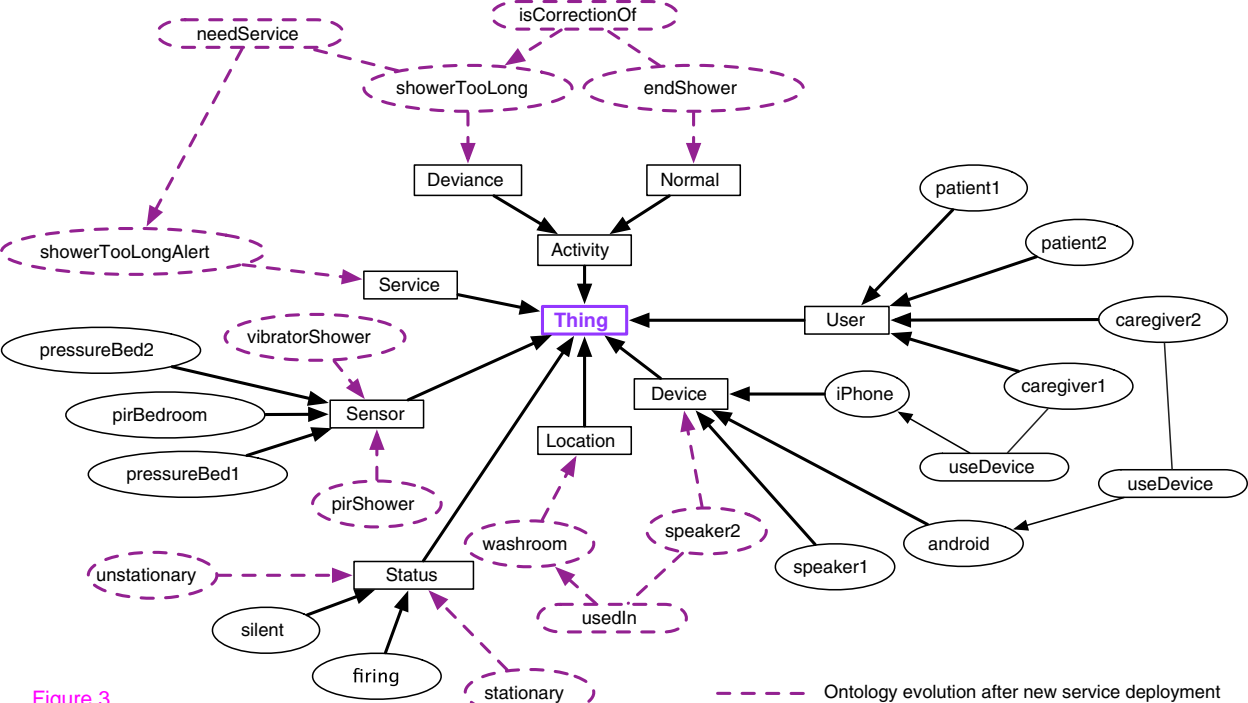 isCorrectionOf
needService
showerTooLong
endShower
Deviance
Normal
patient1
patient2
showerTooLongAlert
Activity
Service
Thing
User
caregiver2
vibratorShower
pressureBed2
Device
iPhone
caregiver1
pirBedroom
Sensor
Location
pressureBed1
useDevice
useDevice
pirShower
washroom
speaker2
android
speaker1
unstationary
Status
usedIn
silent
firing
stationary
Figure 3
Ontology evolution after new service deployment